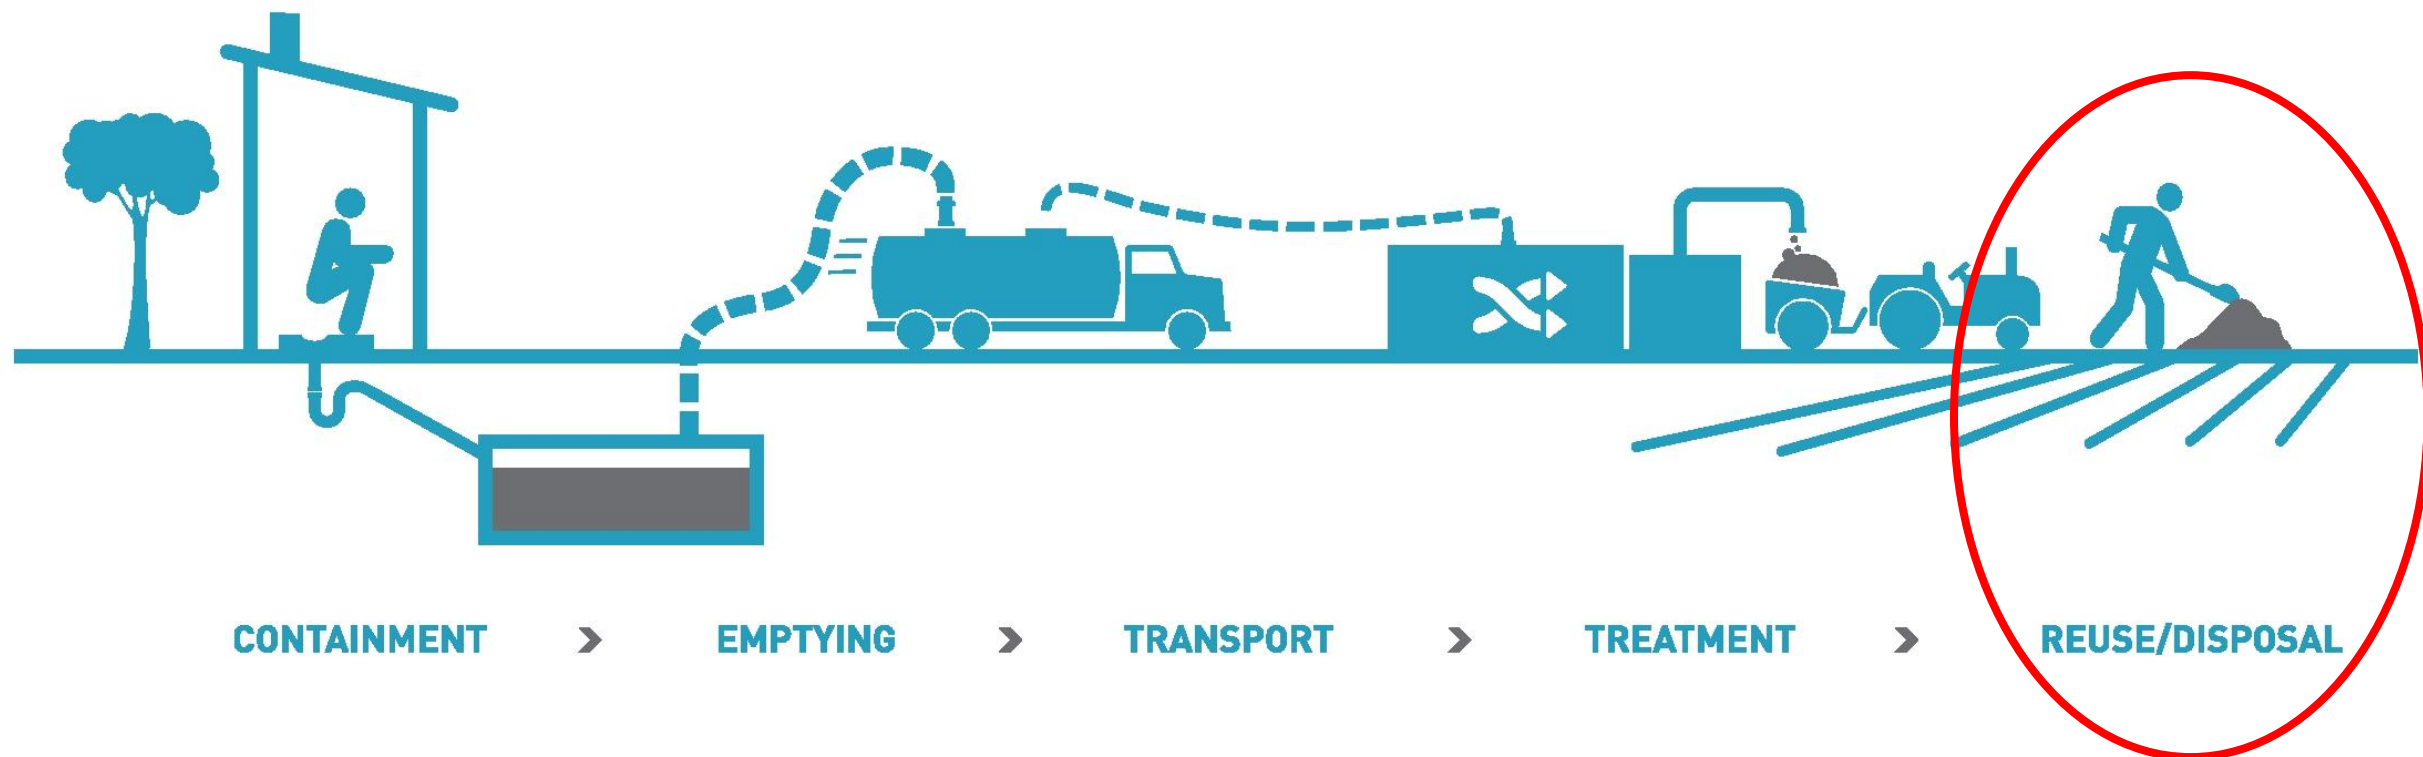 CONTAINMENT > EMPTYING > TRANSPORT > TREATMENT > REUSE/DISPOSAL